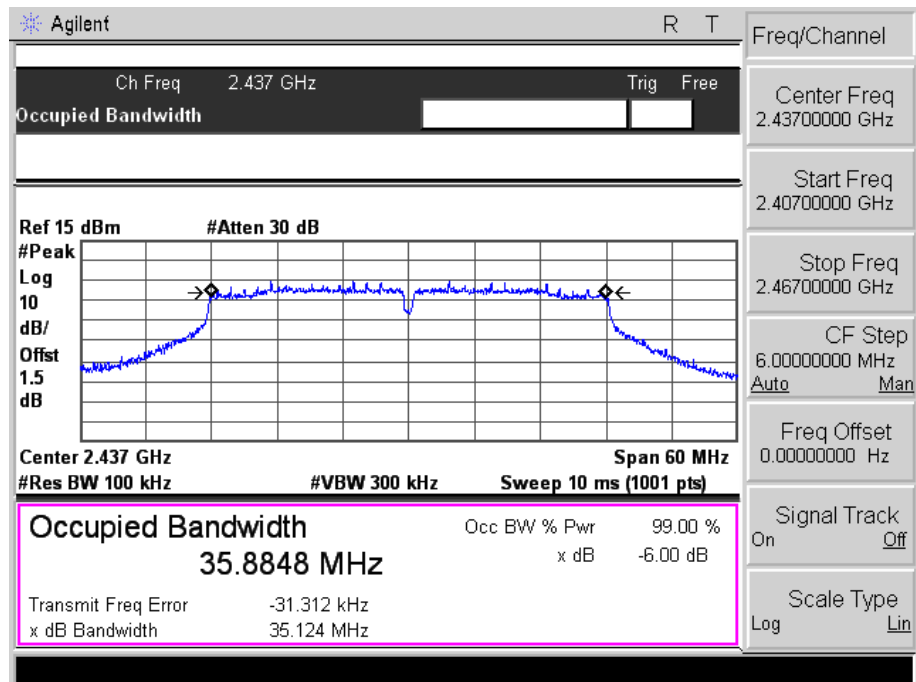 Agilent R T
Freq/Channel
Ch Freq 2.437 GHz Trig Free
Occupied Bandwidth
Center Freq
2.43700000 GHz
Start Freq
2.40700000 GHz
Stop Freq
2.46700000 GHz
CF Step
6.00000000 MHz
Auto Man
Freq Offset
0.00000000 Hz
Signal Track
On Off
Scale Type
Log Lin
Ref 15 dBm #Atten 30 dB
#Peak
Log
10
dB/
Offst
1.5
dB
Center 2.437 GHz Span 60 MHz
#Res BW 100 kHz #VBW 300 kHz Sweep 10 ms (1001 pts)
Occupied Bandwidth Occ BW % Pwr 99.00 %
35.8848 MHz x dB -6.00 dB
Transmit Freq Error -31.312 kHz
x dB Bandwidth 35.124 MHz